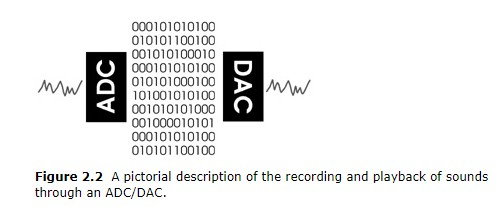 000101010100
010101100100
001010100010
000101010100
010101000100
101001010100
001010101000
001000010101
000101010100
010101100100
ADC
DAC
Figure 2.2 A pictorial description of the recording and playback of sounds
through an ADC/DAC.